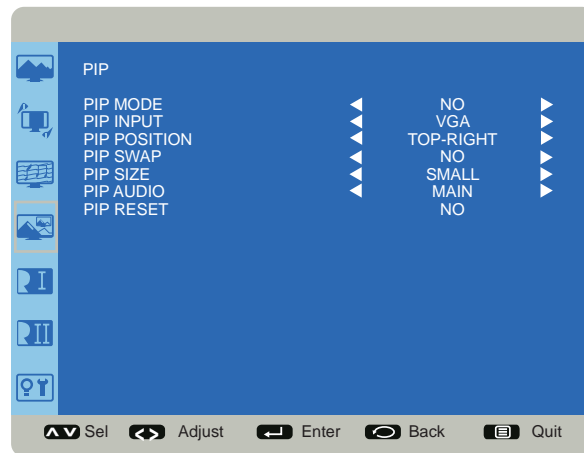 PIP
PIP MODE NO
PIP INPUT VGA
PIP POSITION TOP-RIGHT
PIP SWAP NO
PIP SIZE SMALL
PIP AUDIO MAIN
PIP RESET NO
I
II
Sel Adjust Enter Back Quit